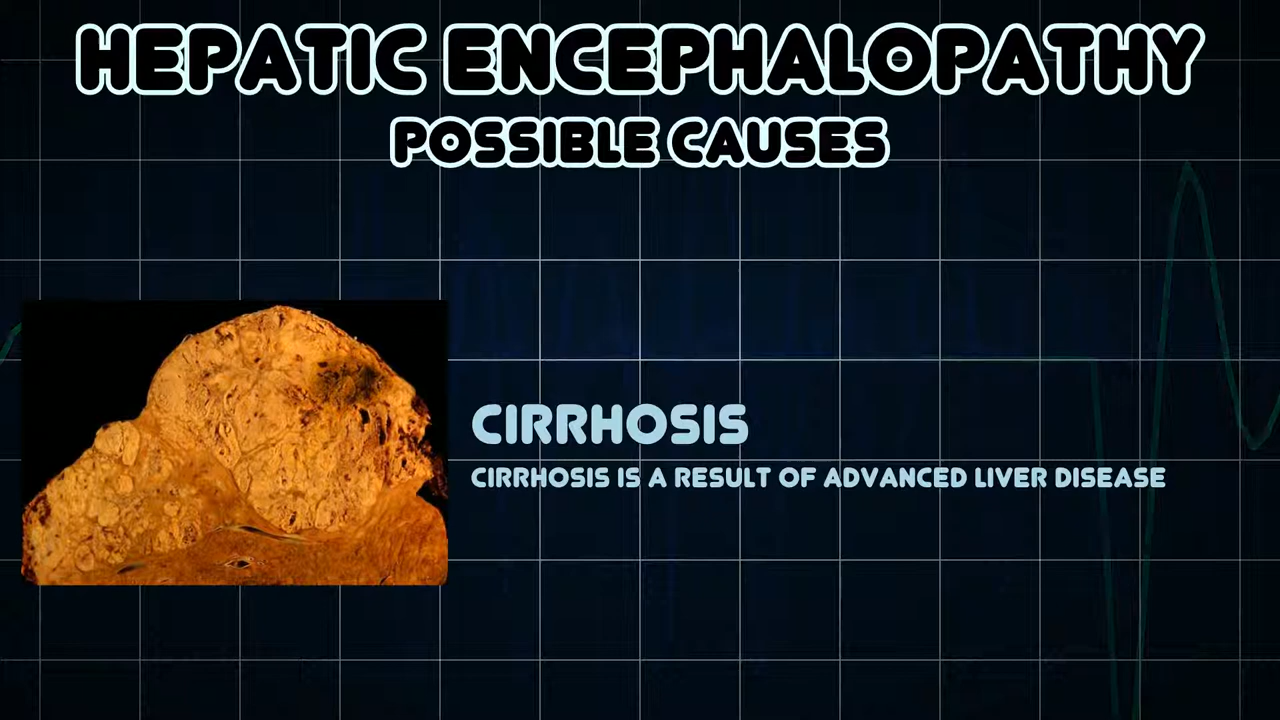 HEPATIC ENCEPHALOPATHY
POSSIBLE CAUSES
CIRRHOSIS
CIRRHOSIS IS A RESULT OF ADVANCED LIVER DISEASE